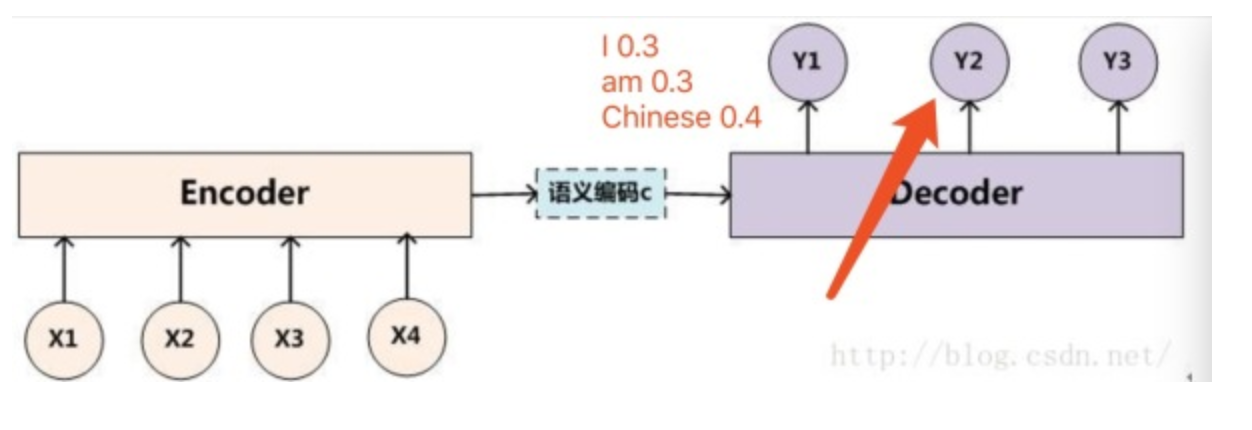 I 0.3
am 0.3
Chinese 0.4
Y1
Y2
Y3
Encoder
语义编码c
Decoder
X1
X2
X3
X4
http://blog.csdn.net/